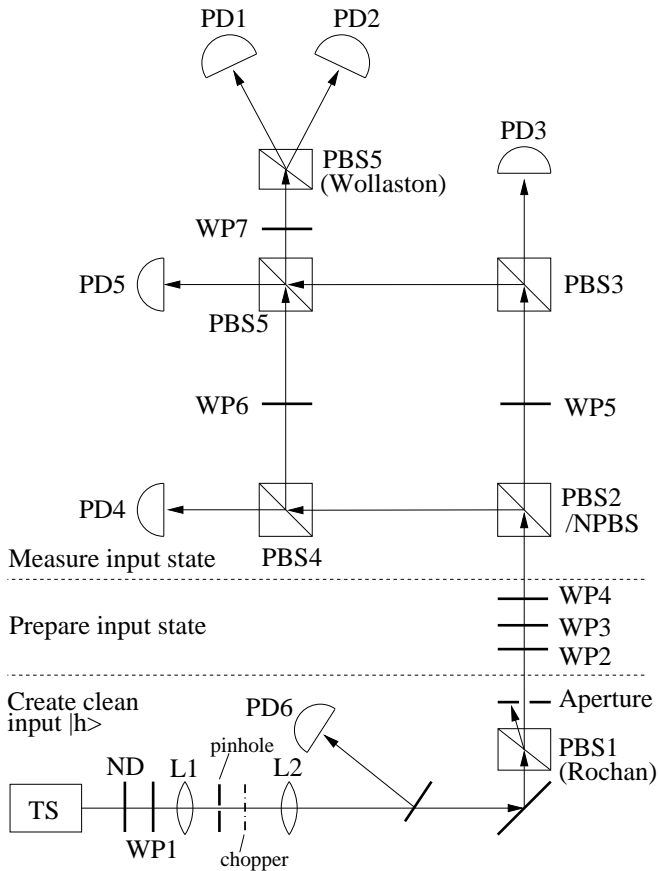 PD1
PD2
PD3
PBS5
(Wollaston)
WP7
PD5
PBS5
PBS3
WP6
WP5
PD4
PBS4
PBS2
/NPBS
Measure input state
WP4
Prepare input state
WP3
WP2
Create clean
input |h>
PD6
Aperture
pinhole
PBS1
(Rochan)
ND
L1
L2
TS
WP1
chopper